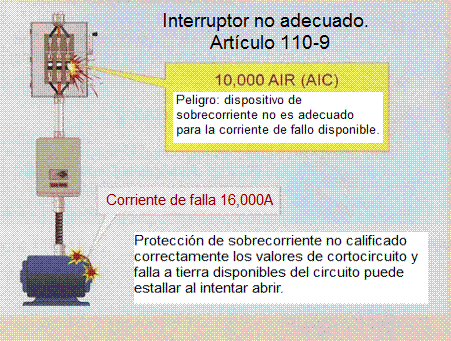 Interruptor no adecuado.
Artículo 110-9
10,000 AIR (AIC)
Peligro: dispositivo de
sobrecorriente no es adecuado
para la corriente de fallo disponible.
Corriente de falla 16,000A
Protección de sobrecorriente no calificado
correctamente los valores de cortocircuito y
falla a tierra disponibles del circuito puede
estallar al intentar abrir.